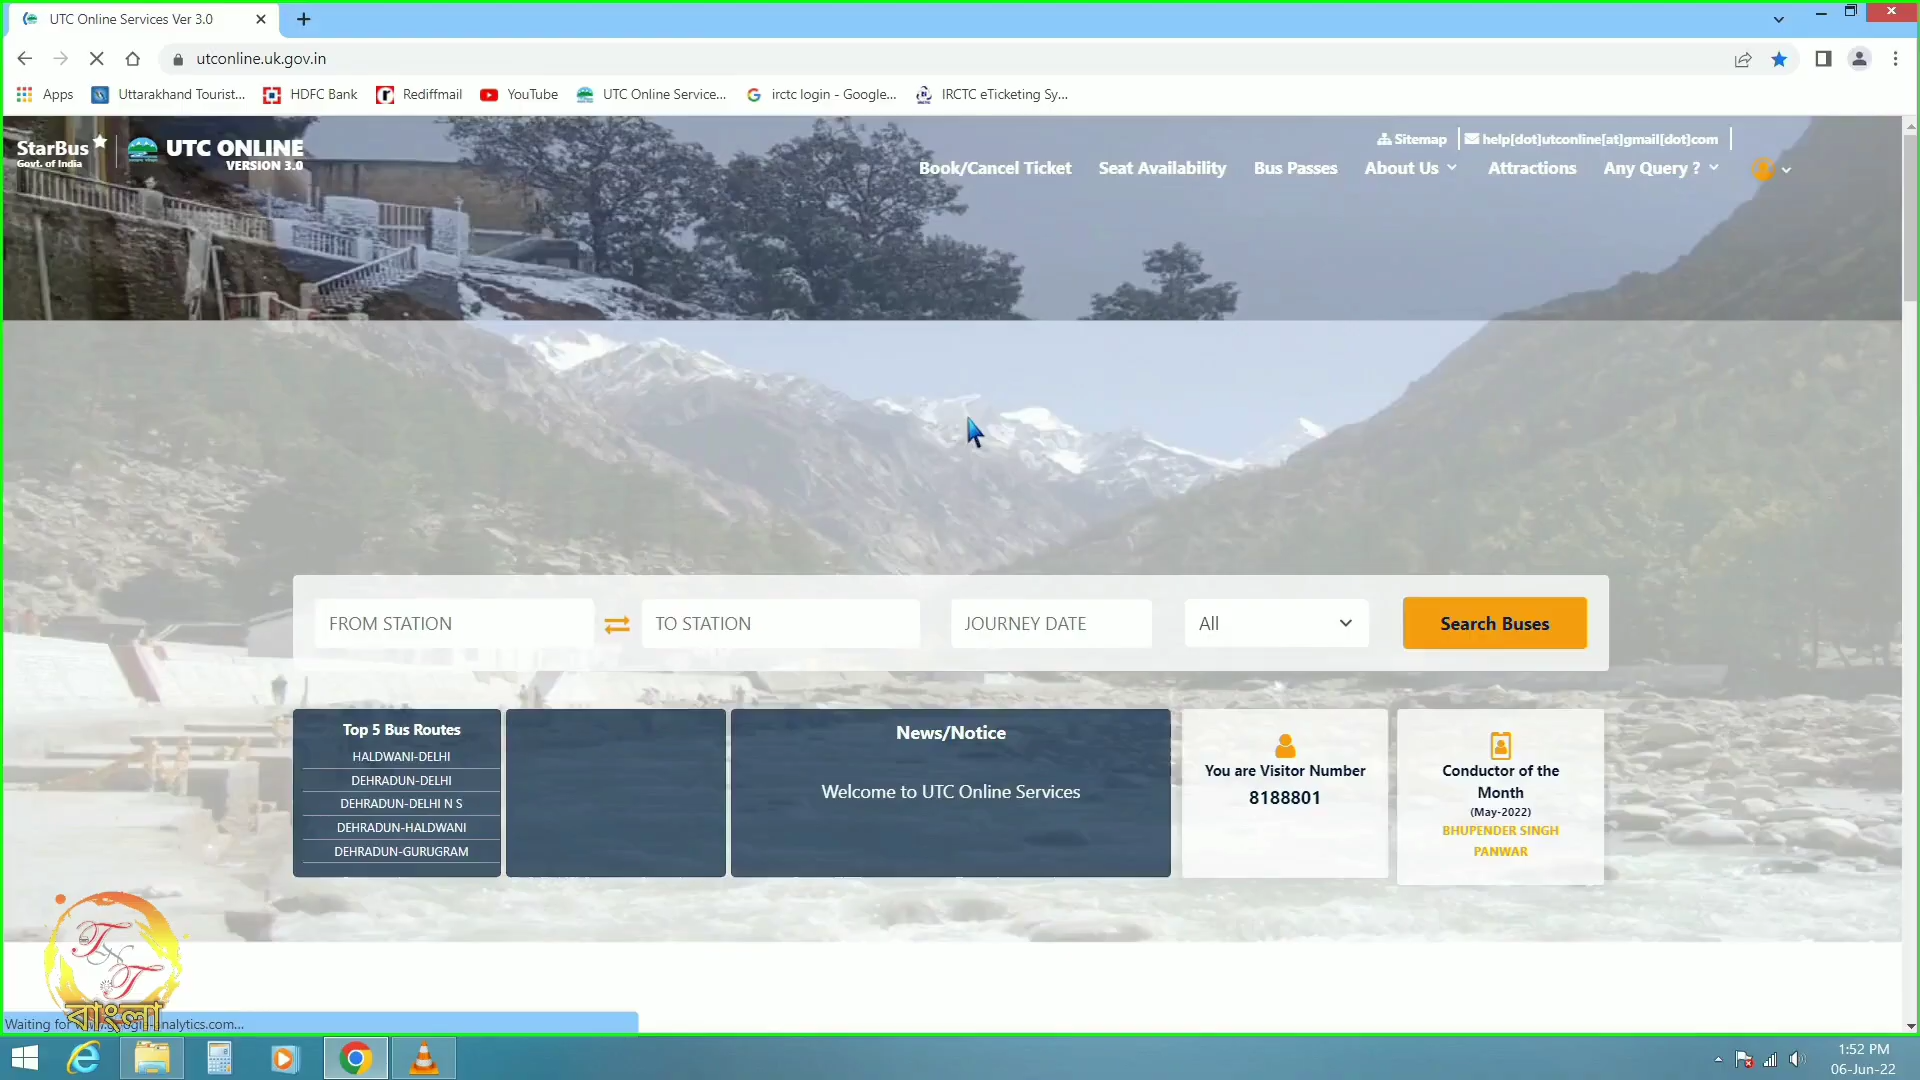 UTC Online Services Ver 3.0
utconline.uk.gov.in
Apps
Uttarakhand Tourist...
HDFC Bank
Rediffmail
YouTube
UTC Online Service...
irctc login - Google...
IRCTC eTicketing Sy...
StarBus
Govt. of India
UTC ONLINE
VERSION 3.0
Sitemap
help[dot]utconline[at]gmail[dot]com
Book/Cancel Ticket
Seat Availability
Bus Passes
About Us
Attractions
Any Query ?
FROM STATION
TO STATION
JOURNEY DATE
All
Search Buses
Top 5 Bus Routes
HALDWANI-DELHI
DEHRADUN-DELHI
DEHRADUN-DELHI N S
DEHRADUN-HALDWANI
DEHRADUN-GURUGRAM
News/Notice
Welcome to UTC Online Services
You are Visitor Number
8188801
Conductor of the
Month
(May-2022)
BHUPENDER SINGH
PANWAR
TNT
বাংলা
Waiting for
1:52 PM
06-Jun-22